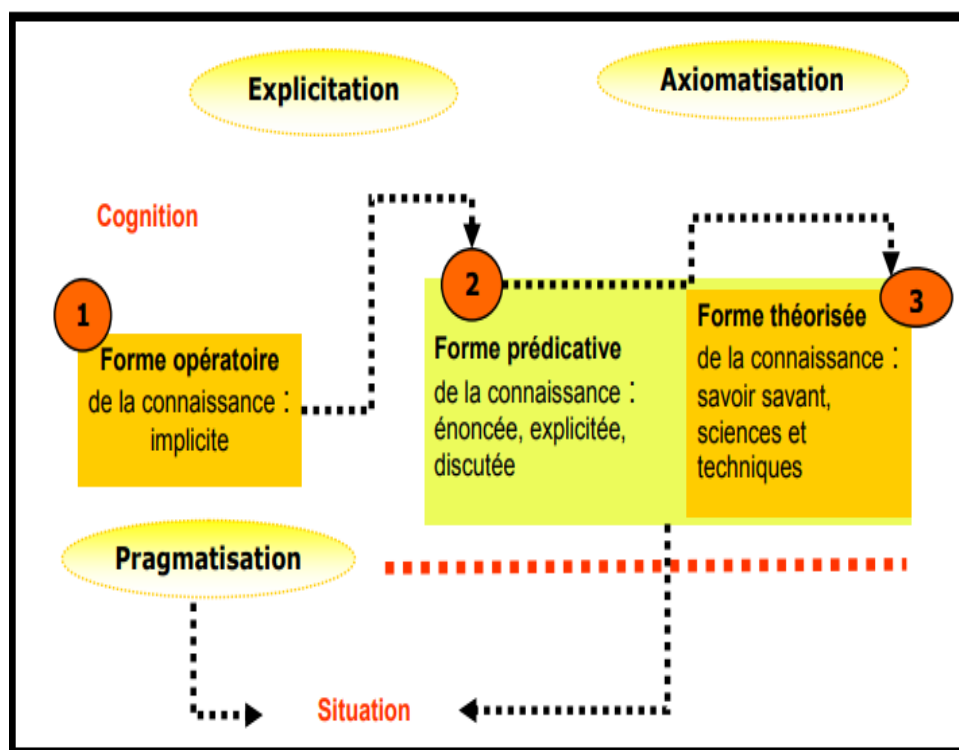 Explicitation
Axiomatisation
Cognition
1
Forme opératoire
de la connaissance :
implicite
2
Forme prédicative
de la connaissance :
énoncée, explicitée,
discutée
3
Forme théorisée
de la connaissance :
savoir savant,
sciences et
techniques
Pragmatisation
Situation